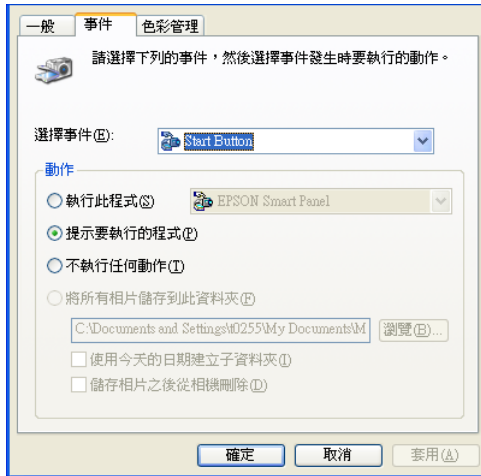 一般 事件 色彩管理
請選擇下列的事件，然後選擇事件發生時要執行的動作。
選擇事件(E): Start Button
動作
執行此程式(S) EPSON Smart Panel
提示要執行的程式(P)
不執行任何動作(T)
將所有相片儲存到此資料夾(F)
C:\Documents and Settings\t0255\My Documents\M 瀏覽(B)...
使用今天的日期建立子資料夾(I)
儲存相片之後從相機刪除(D)
確定 取消 套用(A)